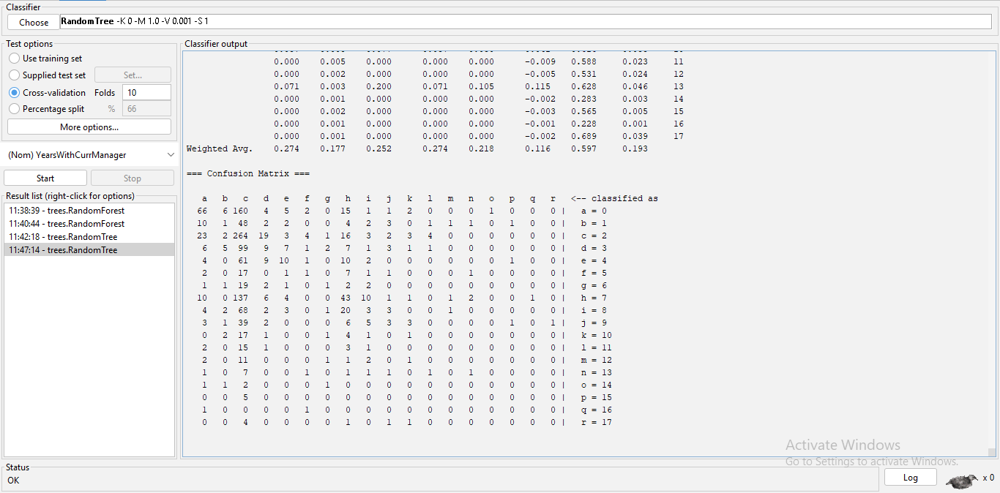 Classifier
Choose RandomTree -K 0 -M 1.0 -V 0.001 -S 1
Test options
Use training set
Supplied test set Set...
Cross-validation Folds 10
Percentage split % 66
More options...
(Nom) YearsWithCurrManager
Start Stop
Result list (right-click for options)
11:38:39 - trees.RandomForest
11:40:44 - trees.RandomForest
11:42:18 - trees.RandomTree
11:47:14 - trees.RandomTree
Classifier output
0.000 0.005 0.000 0.000 0.000 -0.009 0.588 0.023 11
0.000 0.002 0.000 0.000 0.000 -0.005 0.531 0.024 12
0.071 0.003 0.200 0.071 0.105 0.115 0.628 0.046 13
0.000 0.001 0.000 0.000 0.000 -0.002 0.283 0.003 14
0.000 0.002 0.000 0.000 0.000 -0.003 0.565 0.005 15
0.000 0.001 0.000 0.000 0.000 -0.001 0.228 0.001 16
0.000 0.001 0.000 0.000 0.000 -0.002 0.689 0.039 17
Weighted Avg. 0.274 0.177 0.252 0.274 0.218 0.116 0.597 0.193
=== Confusion Matrix ===
a b c d e f g h i j k l m n o p q r <-- classified as
66 6 160 4 5 2 0 15 1 1 2 0 0 0 1 0 0 0 | a = 0
10 1 48 2 2 0 0 4 2 3 0 1 1 1 0 1 0 0 | b = 1
23 2 264 19 3 4 1 16 3 2 3 4 0 0 0 0 0 0 | c = 2
6 5 99 9 7 1 2 7 1 3 1 1 0 0 0 0 0 0 | d = 3
4 0 61 9 10 1 0 10 2 0 0 0 0 0 0 1 0 0 | e = 4
2 0 17 0 1 1 0 7 1 1 0 0 0 1 0 0 0 0 | f = 5
1 1 19 2 1 0 1 2 2 0 0 0 0 0 0 0 0 0 | g = 6
10 0 137 6 4 0 0 43 10 1 1 0 1 2 0 0 1 0 | h = 7
4 2 68 2 3 0 1 20 3 3 0 0 1 0 0 0 0 0 | i = 8
3 1 39 2 0 0 0 6 5 3 3 0 0 0 0 1 0 1 | j = 9
0 2 17 1 0 0 1 4 1 0 1 0 0 0 0 0 0 0 | k = 10
2 0 15 1 0 0 0 3 1 0 0 0 0 0 0 0 0 0 | l = 11
2 0 11 0 0 0 1 1 2 0 1 0 0 0 0 0 0 0 | m = 12
1 0 7 0 0 1 0 1 1 1 0 1 0 1 0 0 0 0 | n = 13
1 1 2 0 0 0 1 0 0 0 0 0 0 0 0 0 0 0 | o = 14
0 0 5 0 0 0 0 0 0 0 0 0 0 0 0 0 0 0 | p = 15
1 0 0 0 0 1 0 0 0 0 0 0 0 0 0 0 0 0 | q = 16
0 0 4 0 0 0 0 1 0 1 1 0 0 0 0 0 0 0 | r = 17
Activate Windows
Go to Settings to activate Windows.
Status
OK
Log
x 0